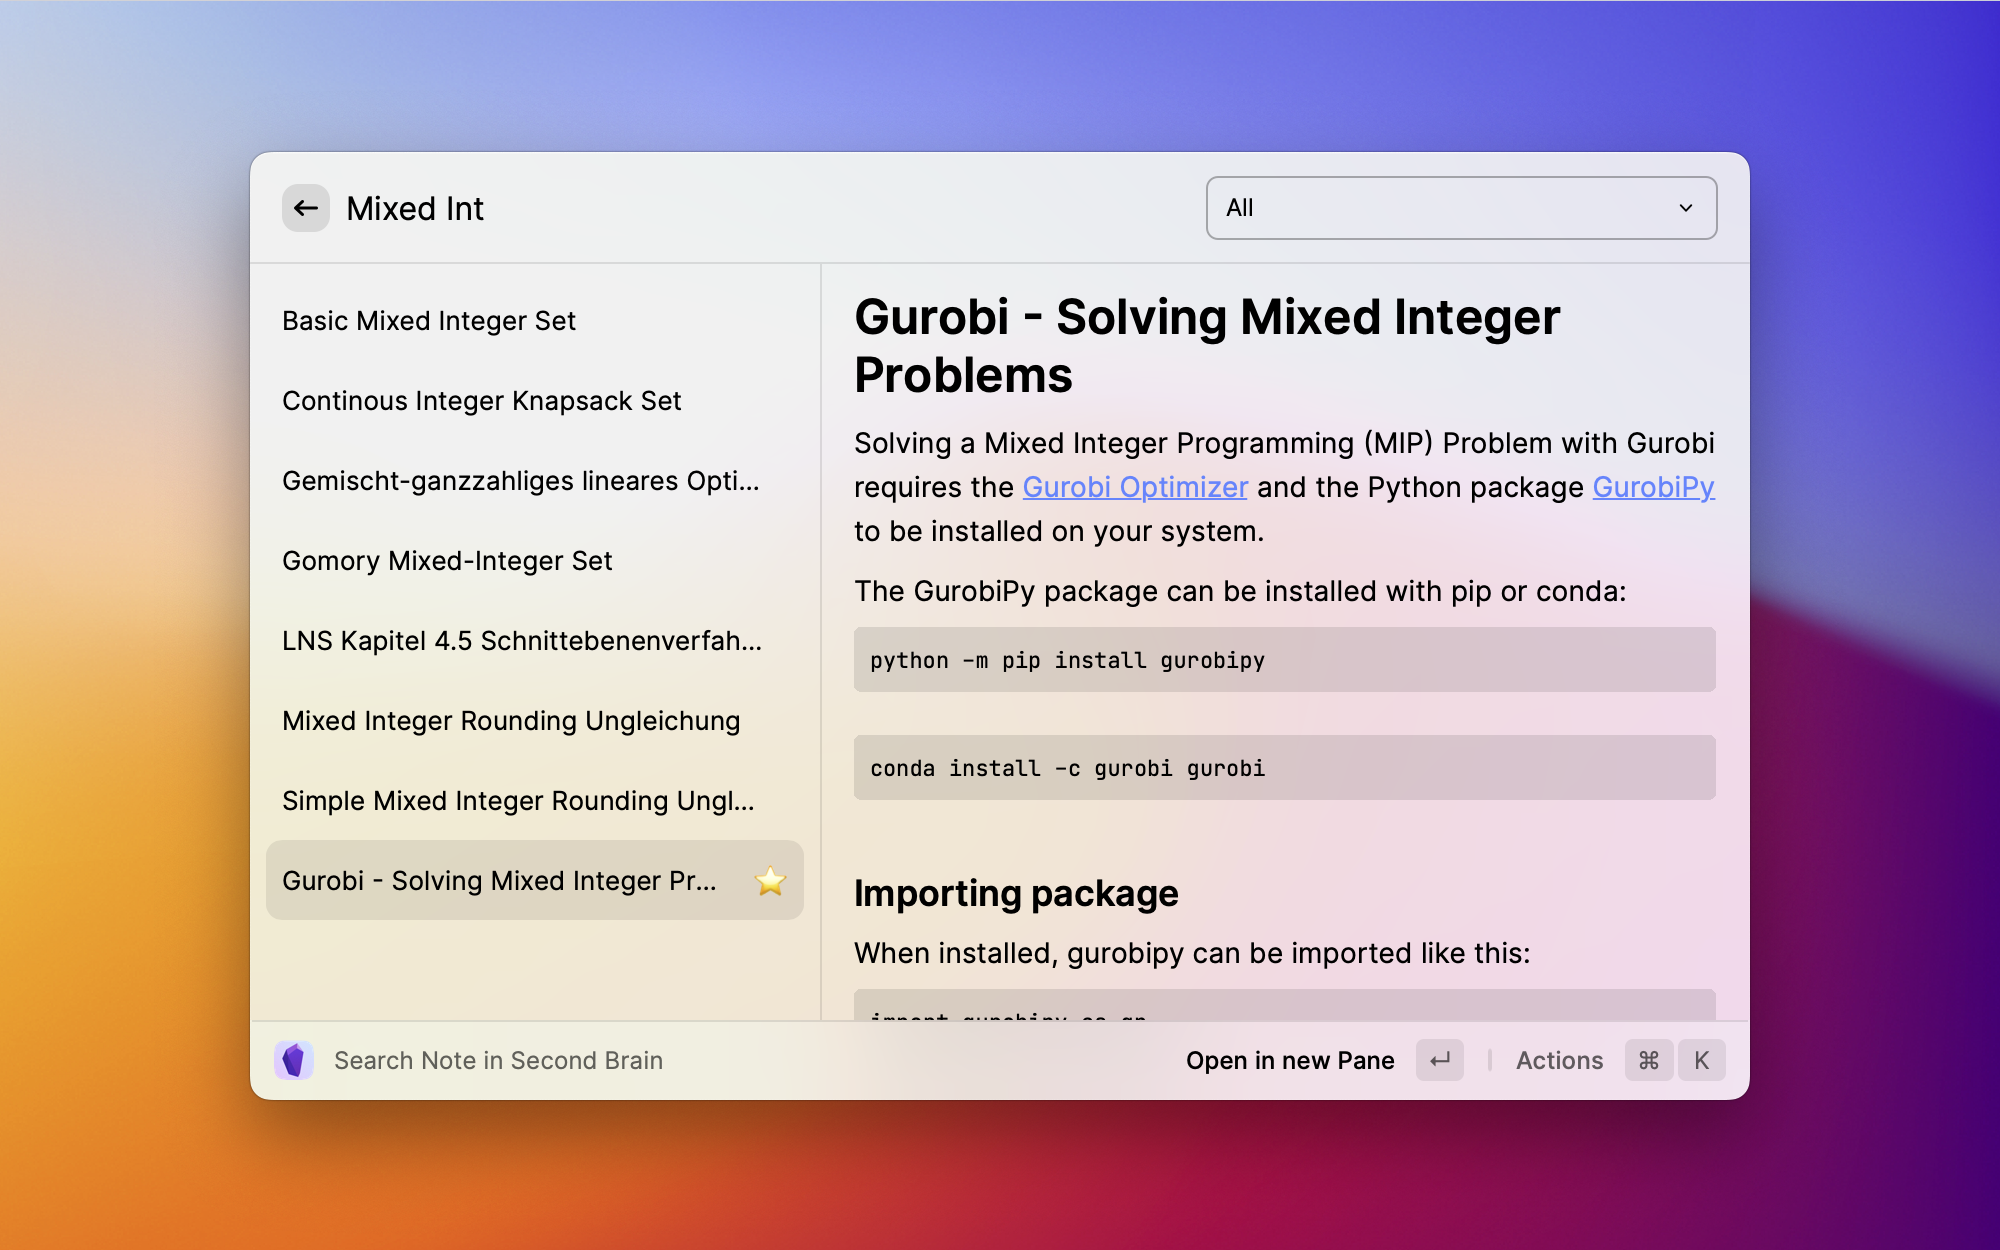 Mixed Int
All
Basic Mixed Integer Set
Continous Integer Knapsack Set
Gemischt-ganzzahliges lineares Opti...
Gomory Mixed-Integer Set
LNS Kapitel 4.5 Schnittebenenverfah...
Mixed Integer Rounding Ungleichung
Simple Mixed Integer Rounding Ungl...
Gurobi - Solving Mixed Integer Pr...
Gurobi - Solving Mixed Integer
Problems
Solving a Mixed Integer Programming (MIP) Problem with Gurobi
requires the Gurobi Optimizer and the Python package GurobiPy
to be installed on your system.
The GurobiPy package can be installed with pip or conda:
python -m pip install gurobipy
conda install -c gurobi gurobi
Importing package
When installed, gurobipy can be imported like this:
import gurobipy as gp
Search Note in Second Brain
Open in new Pane
Actions ⌘ K